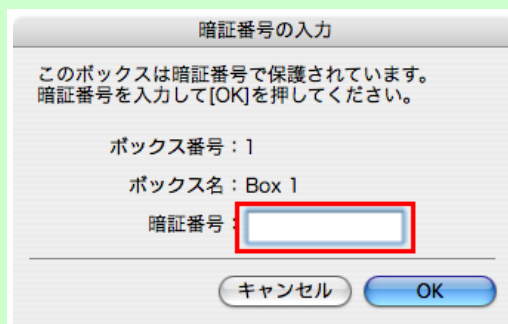 暗証番号の入力
このボックスは暗証番号で保護されています。
暗証番号を入力して[OK]を押してください。
ボックス番号：1
ボックス名：Box 1
暗証番号：
キャンセル OK